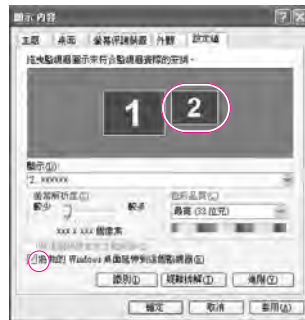 顯示 內容
主題 桌面 螢幕保護裝置 外觀 設定值
拖曳監視器圖示來符合監視器實際的安排。
1 2
顯示(D):
2. xxxxxx
螢幕解析度(S)
較少 較多
xxx x xxx 個像素
色彩品質(C)
最高 (32 位元)
將我的 Windows 桌面延伸到這個監視器(E)
識別(I) 疑難排解(T) 進階(V)
確定 取消 套用(A)